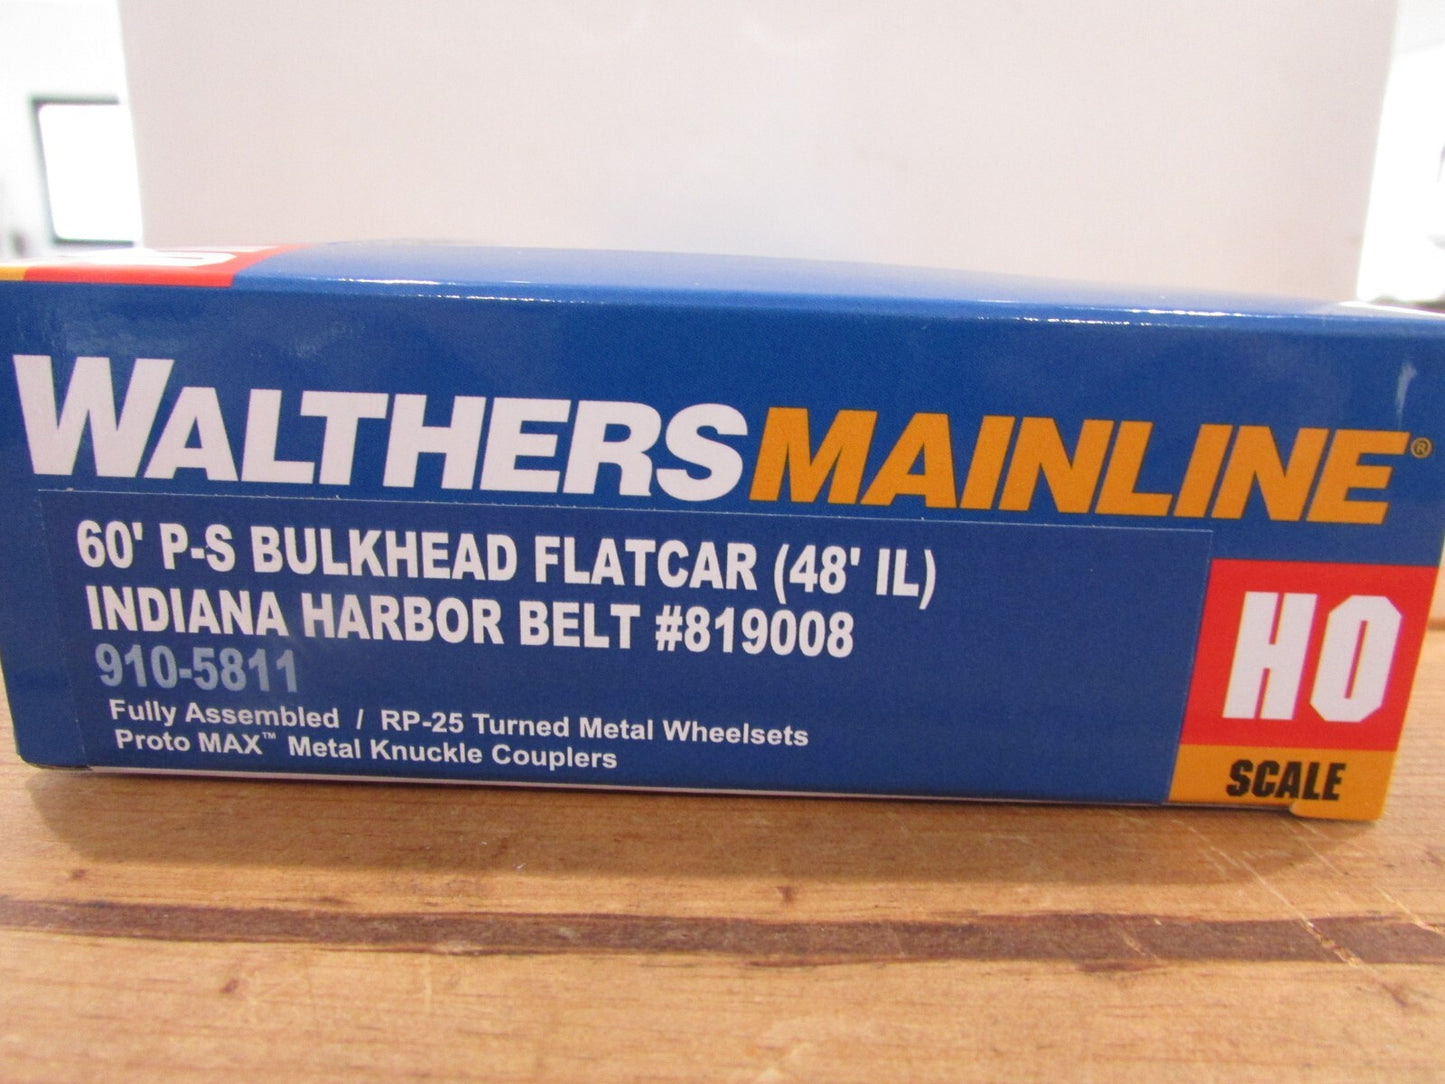 WALTHERSMAINLINE®
60' P-S BULKHEAD FLATCAR (48' IL)
INDIANA HARBOR BELT #819008
910-5811
Fully Assembled / RP-25 Turned Metal Wheelsets
Proto MAX™ Metal Knuckle Couplers
HO
SCALE